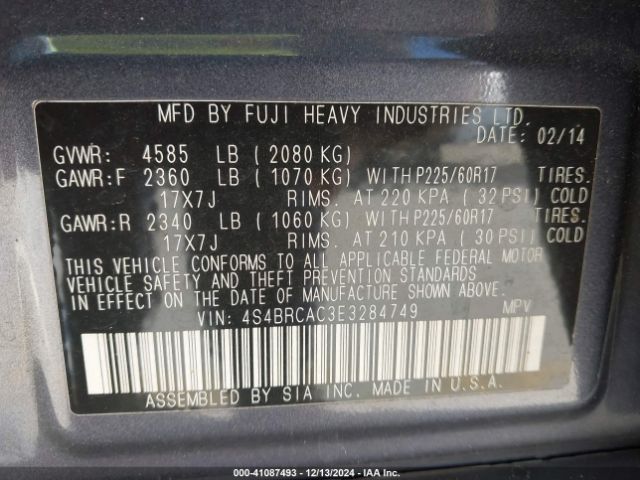 MFD BY FUJI HEAVY INDUSTRIES LTD.
DATE: 02/14
GVWR: 4585 LB (2080 KG)
GAWR:F 2360 LB (1070 KG) WITH P225/60R17 TIRES.
17X7J RIMS. AT 220 KPA (32 PSI) COLD
GAWR:R 2340 LB (1060 KG) WITH P225/60R17 TIRES.
17X7J RIMS. AT 210 KPA (30 PSI) COLD
THIS VEHICLE CONFORMS TO ALL APPLICABLE FEDERAL MOTOR
VEHICLE SAFETY AND THEFT PREVENTION STANDARDS
IN EFFECT ON THE DATE OF MANUFACTURE SHOWN ABOVE.
VIN: 4S4BRCAC3E3284749 MPV
ASSEMBLED BY SIA INC. MADE IN U.S.A.
© - 41087493 - 12/13/2024 - IAA Inc.